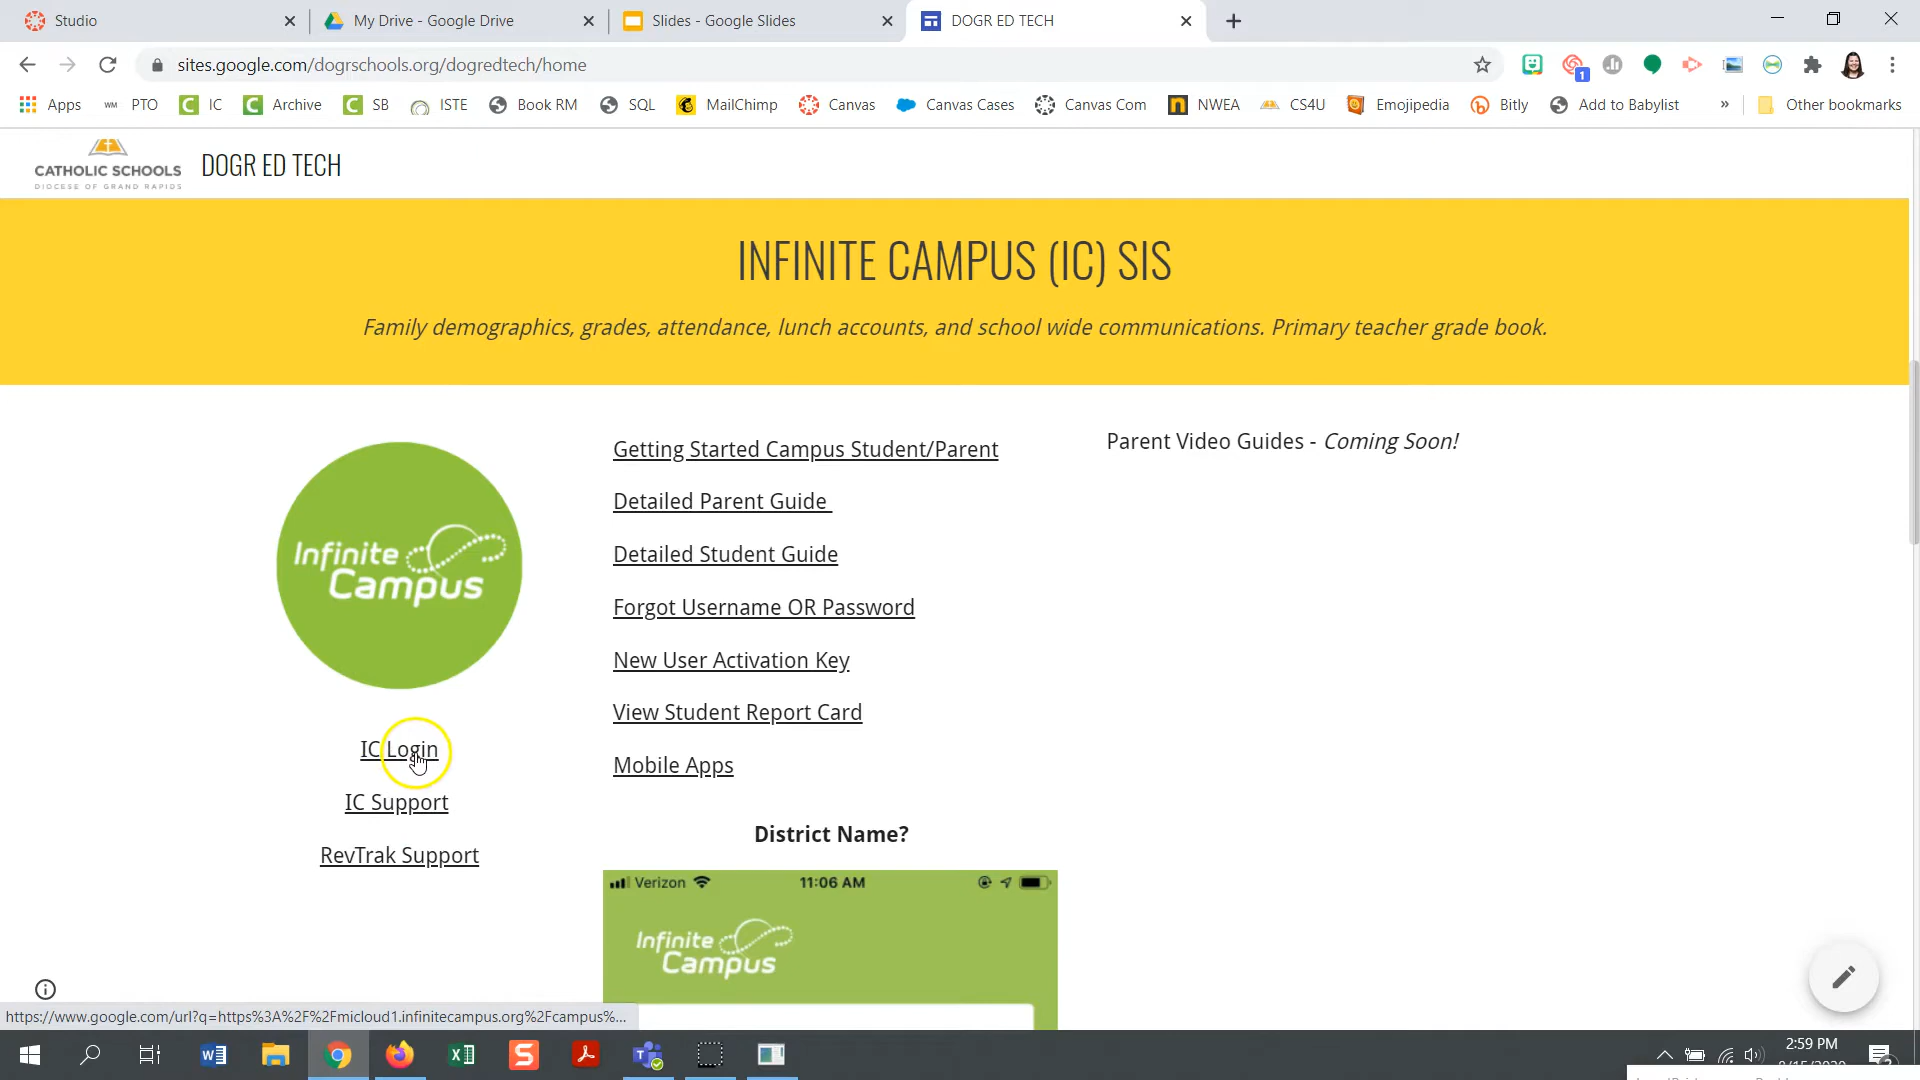 Studio
My Drive - Google Drive
Slides - Google Slides
DOGR ED TECH
sites.google.com/dogrschools.org/dogredtech/home
1
Apps
PTO
IC
Archive
SB
ISTE
Book RM
SQL
MailChimp
Canvas
Canvas Cases
Canvas Com
NWEA
CS4U
Emojipedia
Bitly
Add to Babylist
»
Other bookmarks
CATHOLIC SCHOOLS
DIOCESE OF GRAND RAPIDS
DOGR ED TECH
INFINITE CAMPUS (IC) SIS
Family demographics, grades, attendance, lunch accounts, and school wide communications. Primary teacher grade book.
Infinite
Campus
IC Login
IC Support
RevTrak Support
Getting Started Campus Student/Parent
Detailed Parent Guide
Detailed Student Guide
Forgot Username OR Password
New User Activation Key
View Student Report Card
Mobile Apps
District Name?
Verizon
11:06 AM
Infinite
Campus
Parent Video Guides - Coming Soon!
https://www.google.com/url?q=https%3A%2F%2Fmicloud1.infinitecampus.org%2Fcampus%...
2:59 PM